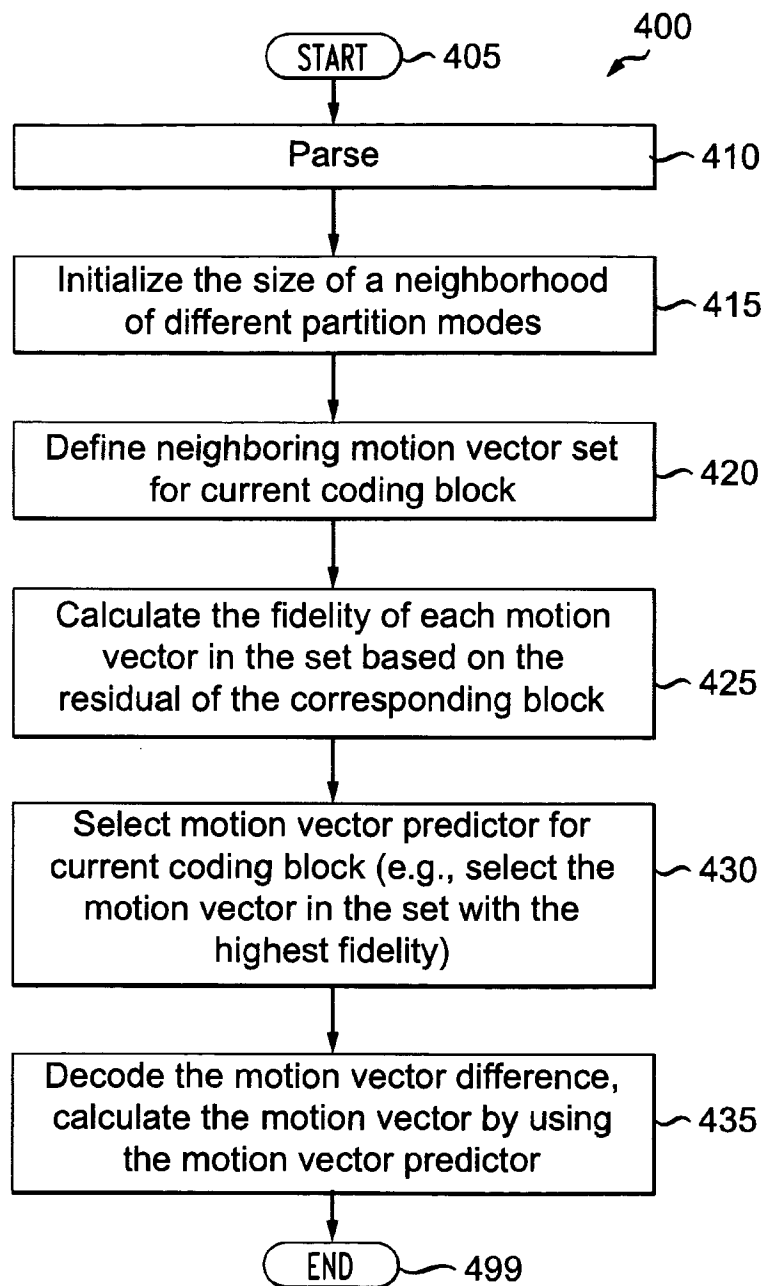 400
START 405
Parse
410
Initialize the size of a neighborhood
of different partition modes
415
Define neighboring motion vector set
for current coding block
420
Calculate the fidelity of each motion
vector in the set based on the
residual of the corresponding block
425
Select motion vector predictor for
current coding block (e.g., select the
motion vector in the set with the
highest fidelity)
430
Decode the motion vector difference,
calculate the motion vector by using
the motion vector predictor
435
END 499